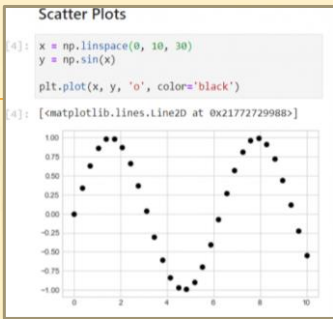 Scatter Plots
[4]: x = np.linspace(0, 10, 30)
y = np.sin(x)
plt.plot(x, y, 'o', color='black')
[4]: [<matplotlib.lines.Line2D at 0x21772729988>]
1.00
0.75
0.50
0.25
0.00
-0.25
-0.50
-0.75
-1.00
0 2 4 6 8 10